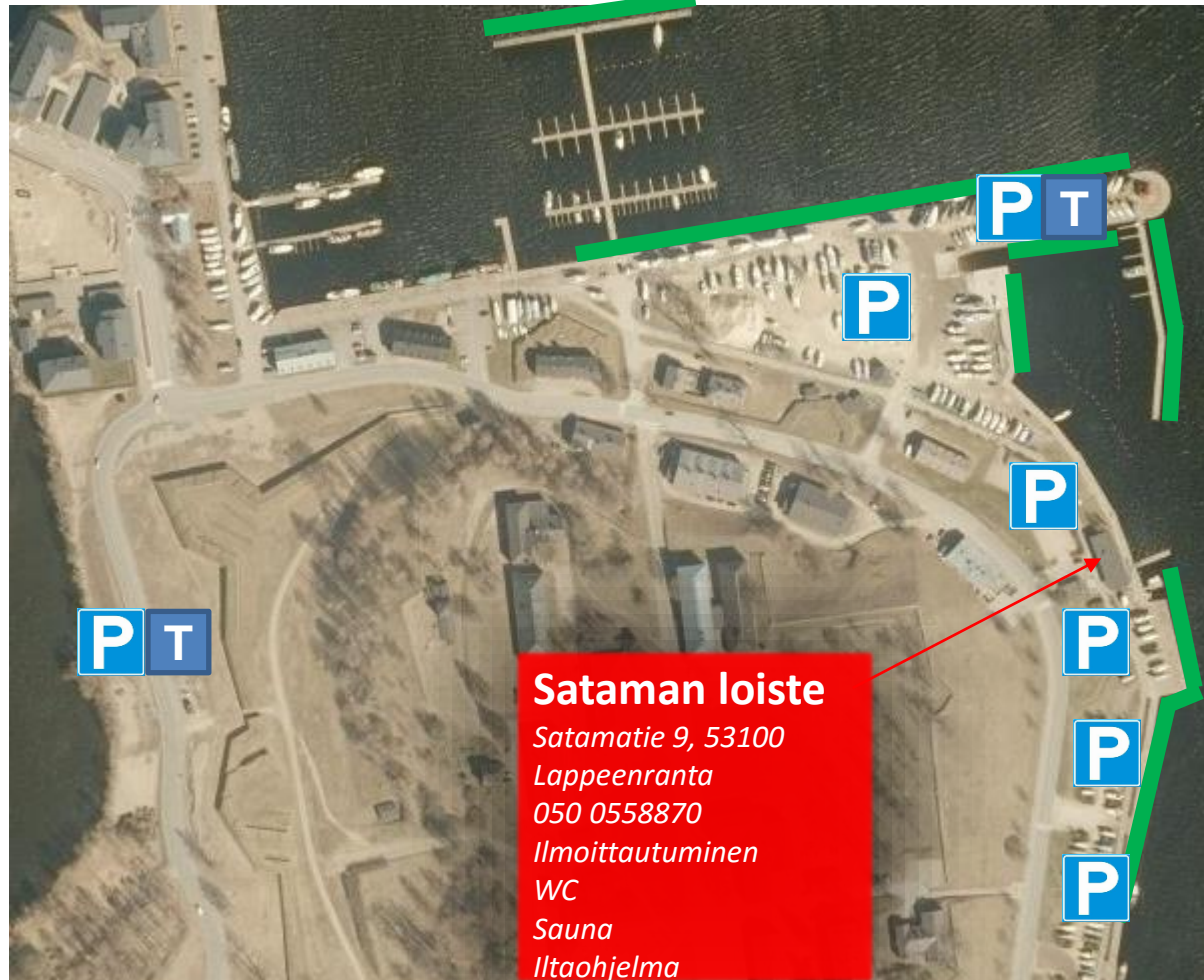 P T
P
P
P T
P
P
P
Sataman loiste
Satamatie 9, 53100
Lappeenranta
050 0558870
Ilmoittautuminen
WC
Sauna
Iltaohjelma